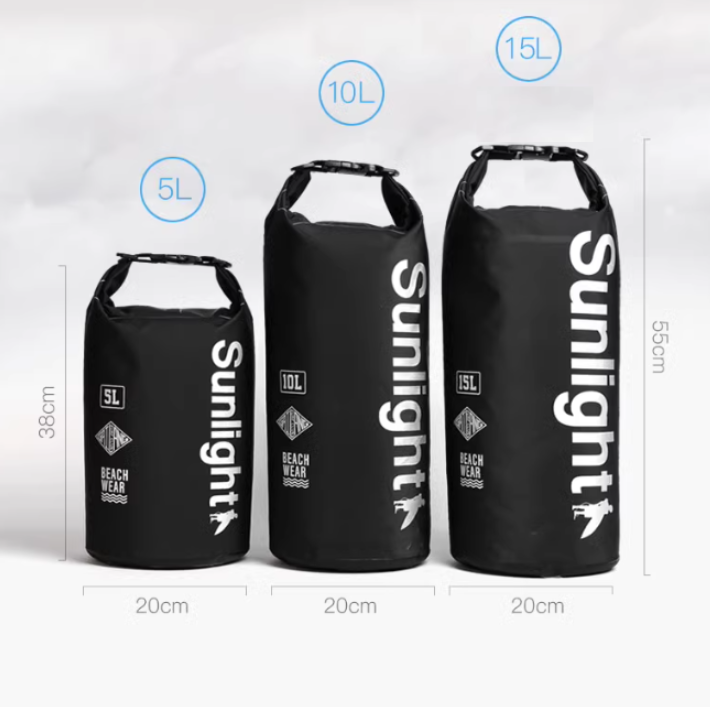 15L
10L
5L
38cm
55cm
5L
BEACH
WEAR
Sunlight
10L
BEACH
WEAR
Sunlight
15L
BEACH
WEAR
Sunlight
20cm
20cm
20cm